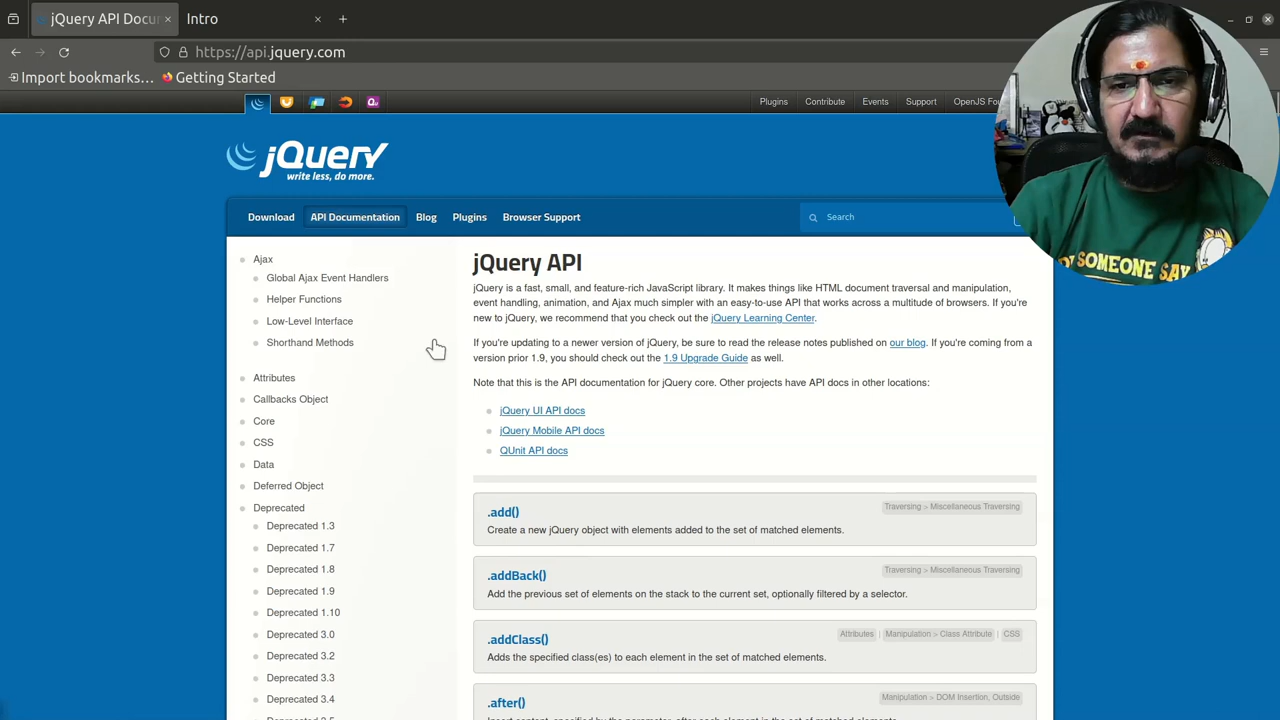 jQuery API Docur
Intro
https://api.jquery.com
Import bookmarks…
Getting Started
Plugins
Contribute
Events
Support
OpenJS Fou
jQuery
write less, do more.
Download
API Documentation
Blog
Plugins
Browser Support
Search
Ajax
Global Ajax Event Handlers
Helper Functions
Low-Level Interface
Shorthand Methods
Attributes
Callbacks Object
Core
CSS
Data
Deferred Object
Deprecated
Deprecated 1.3
Deprecated 1.7
Deprecated 1.8
Deprecated 1.9
Deprecated 1.10
Deprecated 3.0
Deprecated 3.2
Deprecated 3.3
Deprecated 3.4
jQuery API
jQuery is a fast, small, and feature-rich JavaScript library. It makes things like HTML document traversal and manipulation,
event handling, animation, and Ajax much simpler with an easy-to-use API that works across a multitude of browsers. If you're
new to jQuery, we recommend that you check out the jQuery Learning Center.
If you're updating to a newer version of jQuery, be sure to read the release notes published on our blog. If you're coming from a
version prior 1.9, you should check out the 1.9 Upgrade Guide as well.
Note that this is the API documentation for jQuery core. Other projects have API docs in other locations:
jQuery UI API docs
jQuery Mobile API docs
QUnit API docs
.add()
Traversing > Miscellaneous Traversing
Create a new jQuery object with elements added to the set of matched elements.
.addBack()
Traversing > Miscellaneous Traversing
Add the previous set of elements on the stack to the current set, optionally filtered by a selector.
.addClass()
Attributes | Manipulation > Class Attribute | CSS
Adds the specified class(es) to each element in the set of matched elements.
.after()
Manipulation > DOM Insertion, Outside
SOMEONE SAY